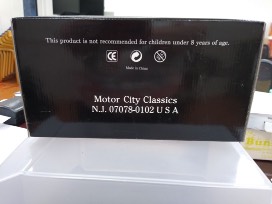 This product is not recommended for children under 8 years of age.
CE
Made in China
Motor City Classics
N.J. 07078-0102 U S A